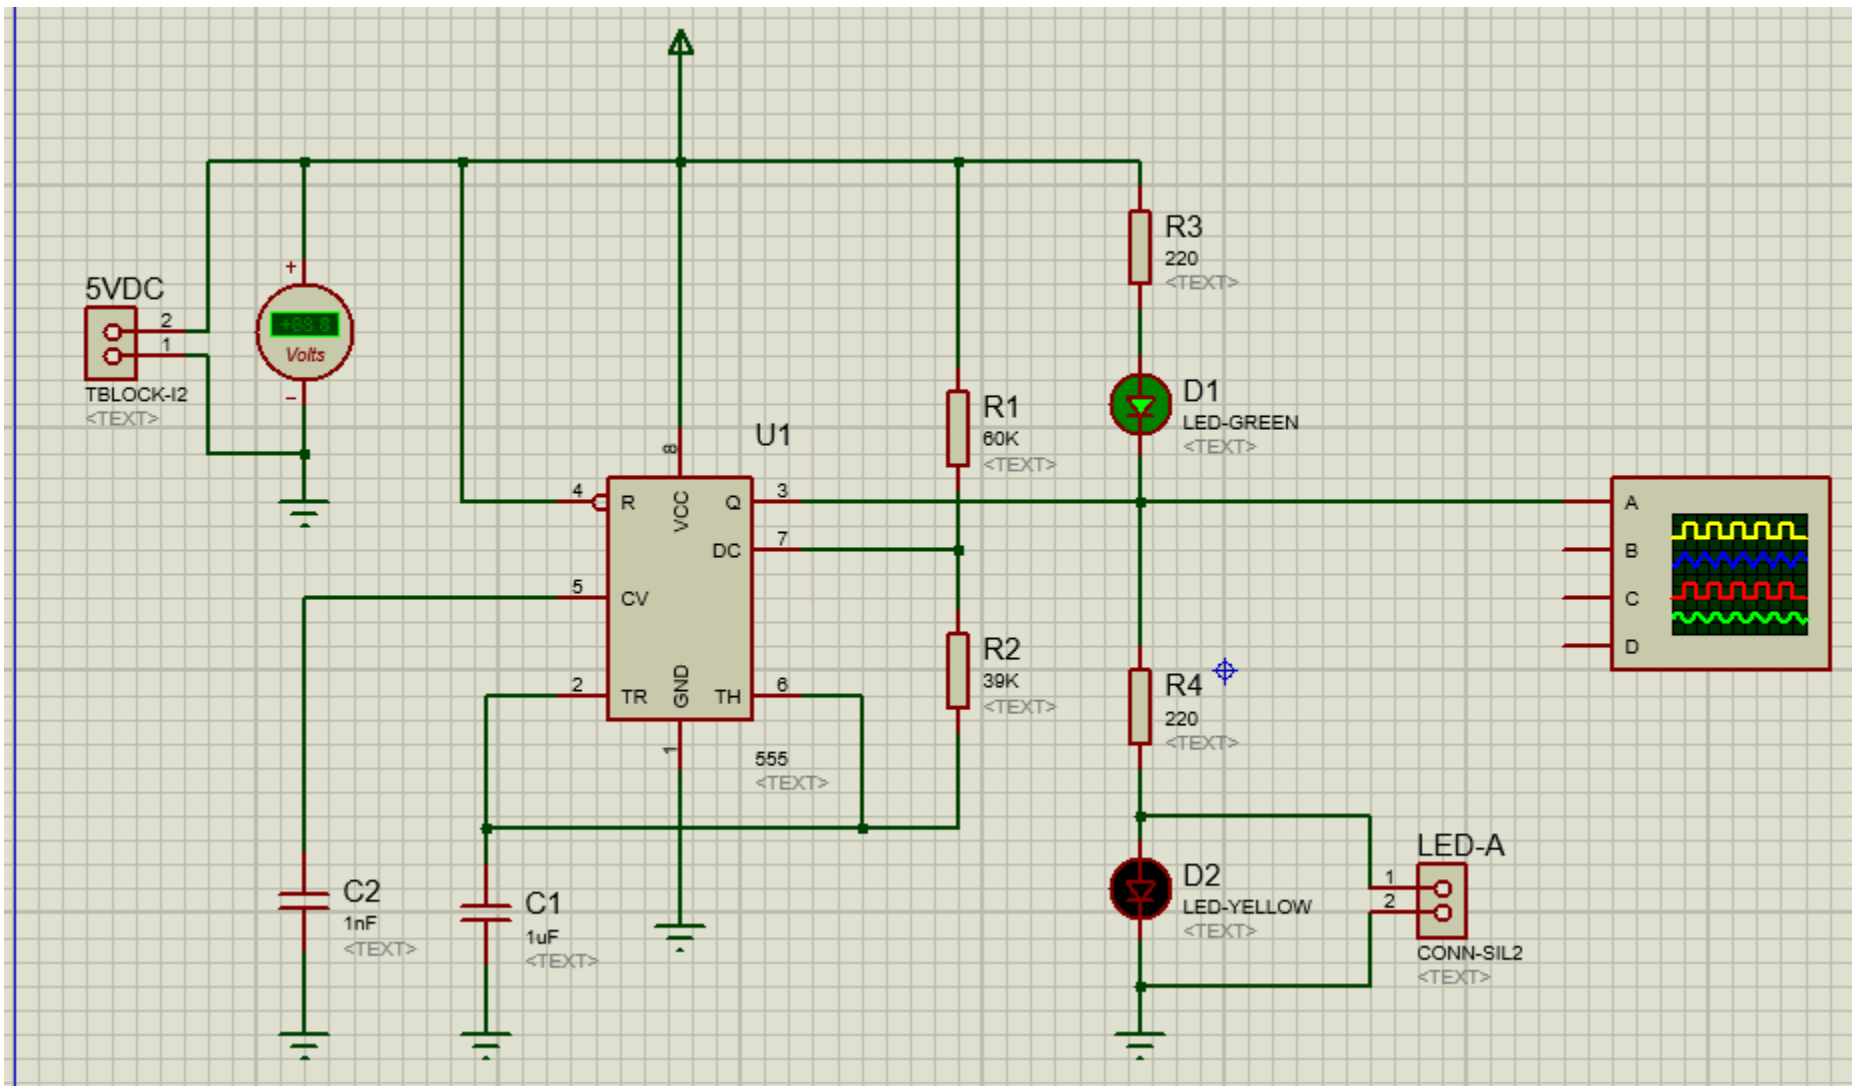 5VDC
2
1
TBLOCK-I2
<TEXT>
+
+88.8
Volts
−
U1
8
VCC
4
R
Q
3
DC
7
5
CV
2
TR
GND
TH
6
1
555
<TEXT>
R1
60K
<TEXT>
R2
39K
<TEXT>
R3
220
<TEXT>
D1
LED-GREEN
<TEXT>
R4
220
<TEXT>
D2
LED-YELLOW
<TEXT>
LED-A
1
2
CONN-SIL2
<TEXT>
C2
1nF
<TEXT>
C1
1uF
<TEXT>
A
B
C
D